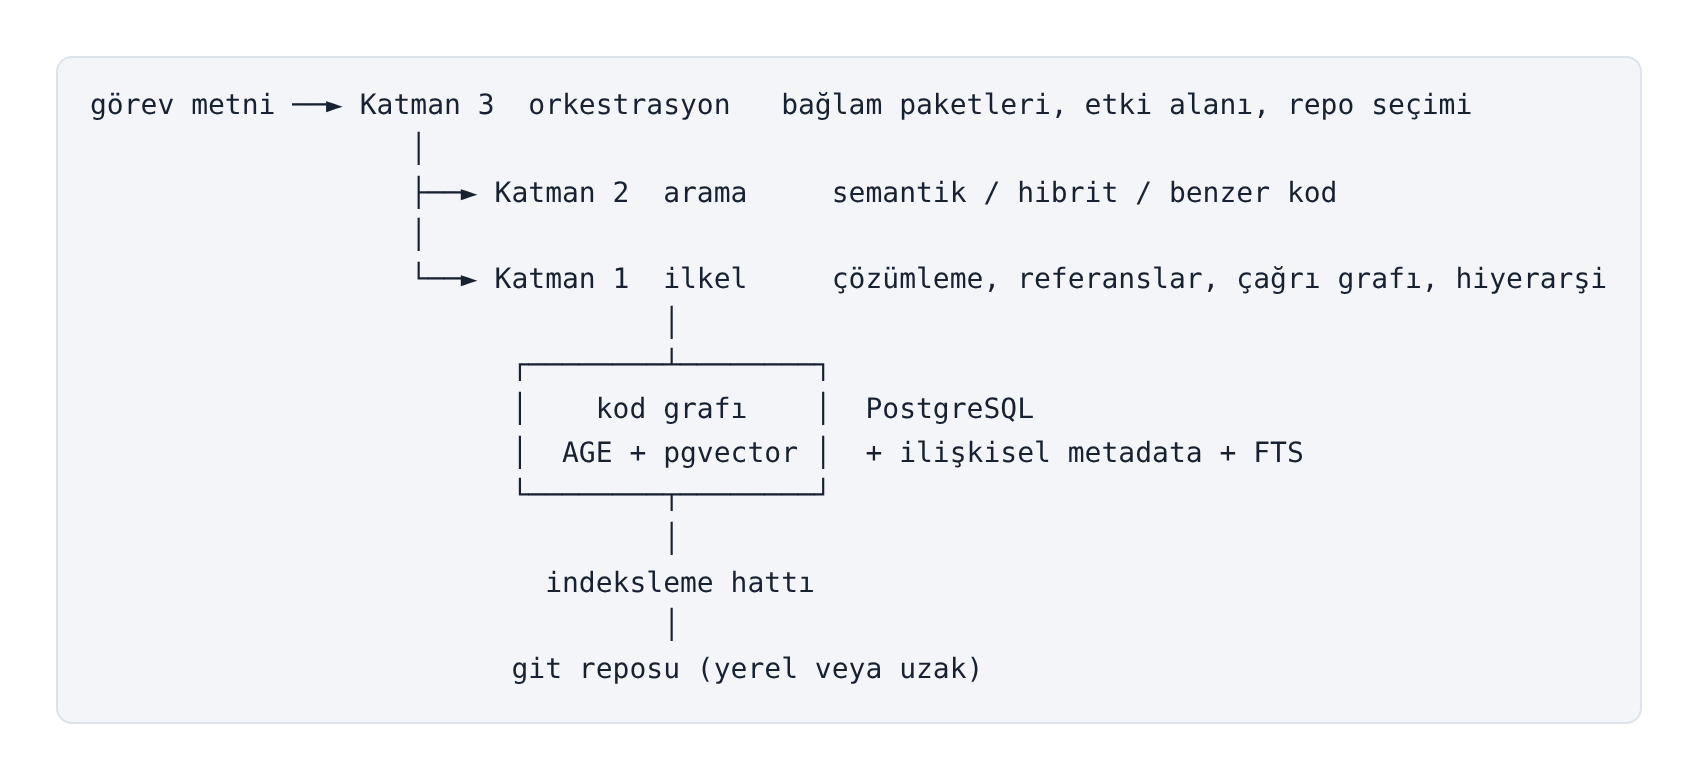 görev metni ──► Katman 3  orkestrasyon   bağlam paketleri, etki alanı, repo seçimi
Katman 2  arama     semantik / hibrit / benzer kod
Katman 1  ilkel     çözümleme, referanslar, çağrı grafı, hiyerarşi
kod grafı PostgreSQL
AGE + pgvector + ilişkisel metadata + FTS
indeksleme hattı
git reposu (yerel veya uzak)